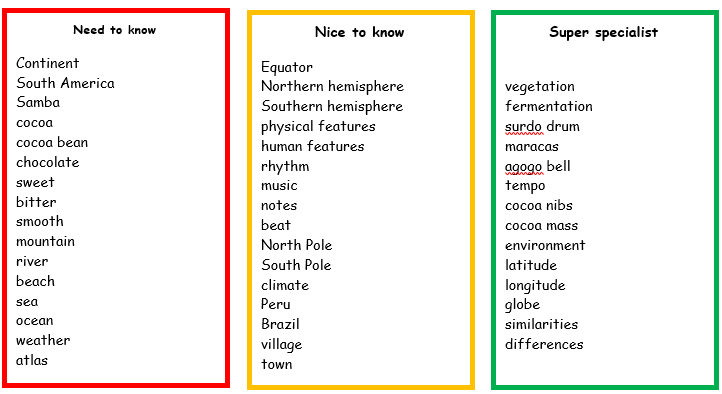 Need to know
Continent
South America
Samba
cocoa
cocoa bean
chocolate
sweet
bitter
smooth
mountain
river
beach
sea
ocean
weather
atlas
Nice to know
Equator
Northern hemisphere
Southern hemisphere
physical features
human features
rhythm
music
notes
beat
North Pole
South Pole
climate
Peru
Brazil
village
town
Super specialist
vegetation
fermentation
surdo drum
maracas
agogo bell
tempo
cocoa nibs
cocoa mass
environment
latitude
longitude
globe
similarities
differences